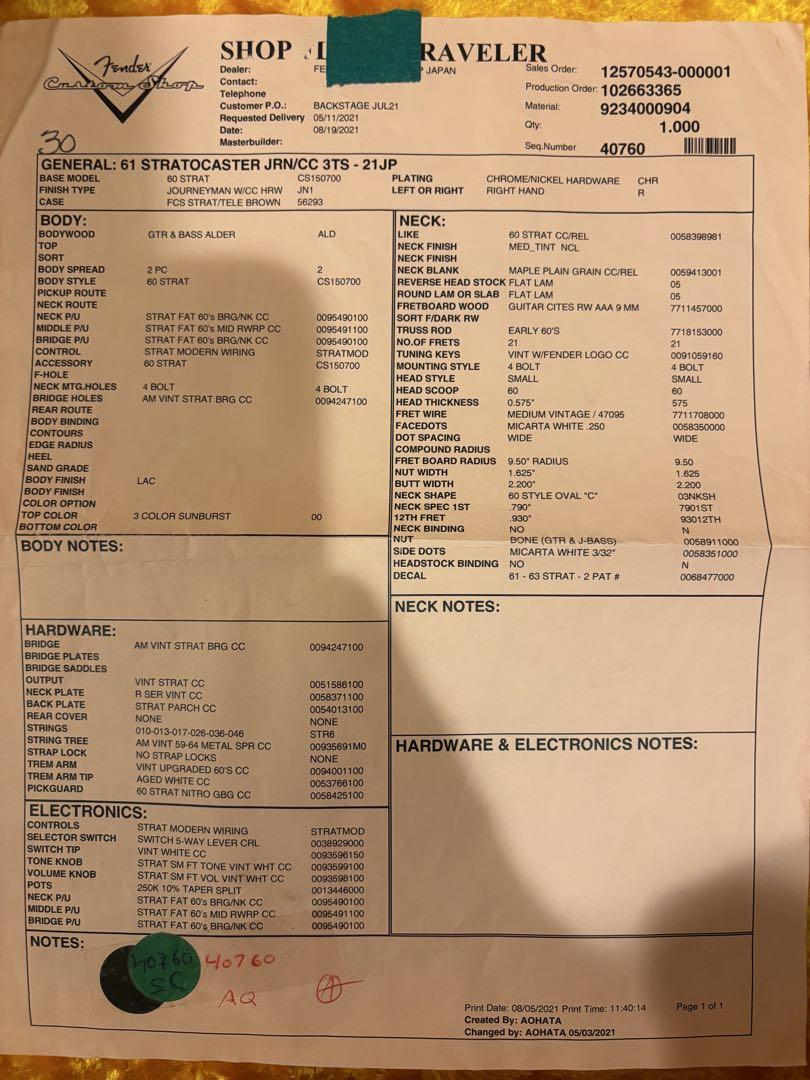 Fender
Custom Shop
SHOP RAVELER
Dealer: FE P JAPAN
Contact:
Telephone
Customer P.O.: BACKSTAGE JUL21
Requested Delivery 05/11/2021
Date: 08/19/2021
Masterbuilder:
Sales Order: 12570543-000001
Production Order: 102663365
Material: 9234000904
Qty: 1.000
Seq.Number 40760
30
GENERAL: 61 STRATOCASTER JRN/CC 3TS - 21JP
BASE MODEL 60 STRAT CS150700 PLATING CHROME/NICKEL HARDWARE CHR
FINISH TYPE JOURNEYMAN W/CC HRW JN1 LEFT OR RIGHT RIGHT HAND R
CASE FCS STRAT/TELE BROWN 56293
BODY:
BODYWOOD GTR & BASS ALDER ALD
TOP
SORT
BODY SPREAD 2 PC 2
BODY STYLE 60 STRAT CS150700
PICKUP ROUTE
NECK ROUTE
NECK P/U STRAT FAT 60's BRG/NK CC 0095490100
MIDDLE P/U STRAT FAT 60's MID RWRP CC 0095491100
BRIDGE P/U STRAT FAT 60's BRG/NK CC 0095490100
CONTROL STRAT MODERN WIRING STRATMOD
ACCESSORY 60 STRAT CS150700
F-HOLE
NECK MTG.HOLES 4 BOLT 4 BOLT
BRIDGE HOLES AM VINT STRAT BRG CC 0094247100
REAR ROUTE
BODY BINDING
CONTOURS
EDGE RADIUS
HEEL
SAND GRADE
BODY FINISH LAC
BODY FINISH
COLOR OPTION
TOP COLOR 3 COLOR SUNBURST 00
BOTTOM COLOR
BODY NOTES:
HARDWARE:
BRIDGE AM VINT STRAT BRG CC 0094247100
BRIDGE PLATES
BRIDGE SADDLES
OUTPUT VINT STRAT CC 0051586100
NECK PLATE R SER VINT CC 0058371100
BACK PLATE STRAT PARCH CC 0054013100
REAR COVER NONE NONE
STRINGS 010-013-017-026-036-046 STR6
STRING TREE AM VINT 59-64 METAL SPR CC 00935691M0
STRAP LOCK NO STRAP LOCKS NONE
TREM ARM VINT UPGRADED 60'S CC 0094001100
TREM ARM TIP AGED WHITE CC 0053766100
PICKGUARD 60 STRAT NITRO GBG CC 0058425100
ELECTRONICS:
CONTROLS STRAT MODERN WIRING STRATMOD
SELECTOR SWITCH SWITCH 5-WAY LEVER CRL 0038929000
SWITCH TIP VINT WHITE CC 0093596150
TONE KNOB STRAT SM FT TONE VINT WHT CC 0093599100
VOLUME KNOB STRAT SM FT VOL VINT WHT CC 0093598100
POTS 250K 10% TAPER SPLIT 0013446000
NECK P/U STRAT FAT 60's BRG/NK CC 0095490100
MIDDLE P/U STRAT FAT 60's MID RWRP CC 0095491100
BRIDGE P/U STRAT FAT 60's BRG/NK CC 0095490100
NECK:
LIKE 60 STRAT CC/REL 0058398981
NECK FINISH MED_TINT NCL
NECK FINISH
NECK BLANK MAPLE PLAIN GRAIN CC/REL 0059413001
REVERSE HEAD STOCK FLAT LAM 05
ROUND LAM OR SLAB FLAT LAM 05
FRETBOARD WOOD GUITAR CITES RW AAA 9 MM 7711457000
SORT F/DARK RW
TRUSS ROD EARLY 60'S 7718153000
NO.OF FRETS 21 21
TUNING KEYS VINT W/FENDER LOGO CC 0091059160
MOUNTING STYLE 4 BOLT 4 BOLT
HEAD STYLE SMALL SMALL
HEAD SCOOP 60 60
HEAD THICKNESS 0.575" 575
FRET WIRE MEDIUM VINTAGE / 47095 7711708000
FACEDOTS MICARTA WHITE .250 0058350000
DOT SPACING WIDE WIDE
COMPOUND RADIUS
FRET BOARD RADIUS 9.50" RADIUS 9.50
NUT WIDTH 1.625" 1.625
BUTT WIDTH 2.200" 2.200
NECK SHAPE 60 STYLE OVAL "C" 03NKSH
NECK SPEC 1ST .790" 7901ST
12TH FRET .930" 93012TH
NECK BINDING NO N
NUT BONE (GTR & J-BASS) 0058911000
SIDE DOTS MICARTA WHITE 3/32" 0058351000
HEADSTOCK BINDING NO N
DECAL 61 - 63 STRAT - 2 PAT # 0068477000
NECK NOTES:
HARDWARE & ELECTRONICS NOTES:
NOTES:
40760 40760
SC AQ A
Print Date: 08/05/2021 Print Time: 11:40:14 Page 1 of 1
Created By: AOHATA
Changed by: AOHATA 05/03/2021